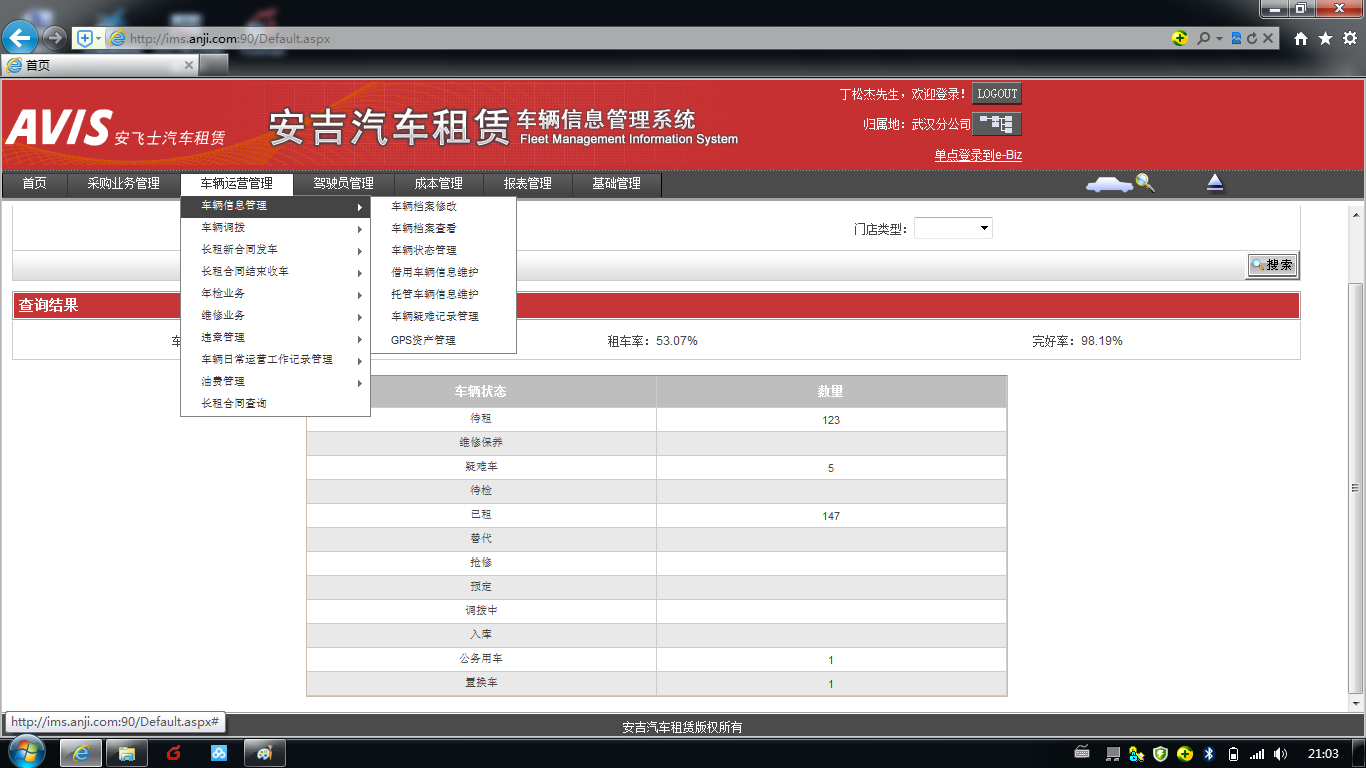 http://ims.anji.com:90/Default.aspx
首页
AVIS 安飞士汽车租赁
安吉汽车租赁 车辆信息管理系统
Fleet Management Information System
丁松杰先生，欢迎登录！ LOGOUT
归属地：武汉分公司
单点登录到e-Biz
首页 采购业务管理 车辆运营管理 驾驶员管理 成本管理 报表管理 基础管理
车辆信息管理
车辆调拨
长租新合同发车
长租合同结束收车
年检业务
维修业务
违章管理
车辆日常运营工作记录管理
油费管理
长租合同查询
车辆档案修改
车辆档案查看
车辆状态管理
借用车辆信息维护
托管车辆信息维护
车辆疑难记录管理
GPS资产管理
门店类型：
搜索
查询结果
租车率：53.07% 完好率：98.19%
车辆状态 数量
待租 123
维修保养
疑难车 5
待检
已租 147
替代
抢修
预定
调拨中
入库
公务用车 1
置换车 1
http://ims.anji.com:90/Default.aspx#
安吉汽车租赁版权所有
21:03